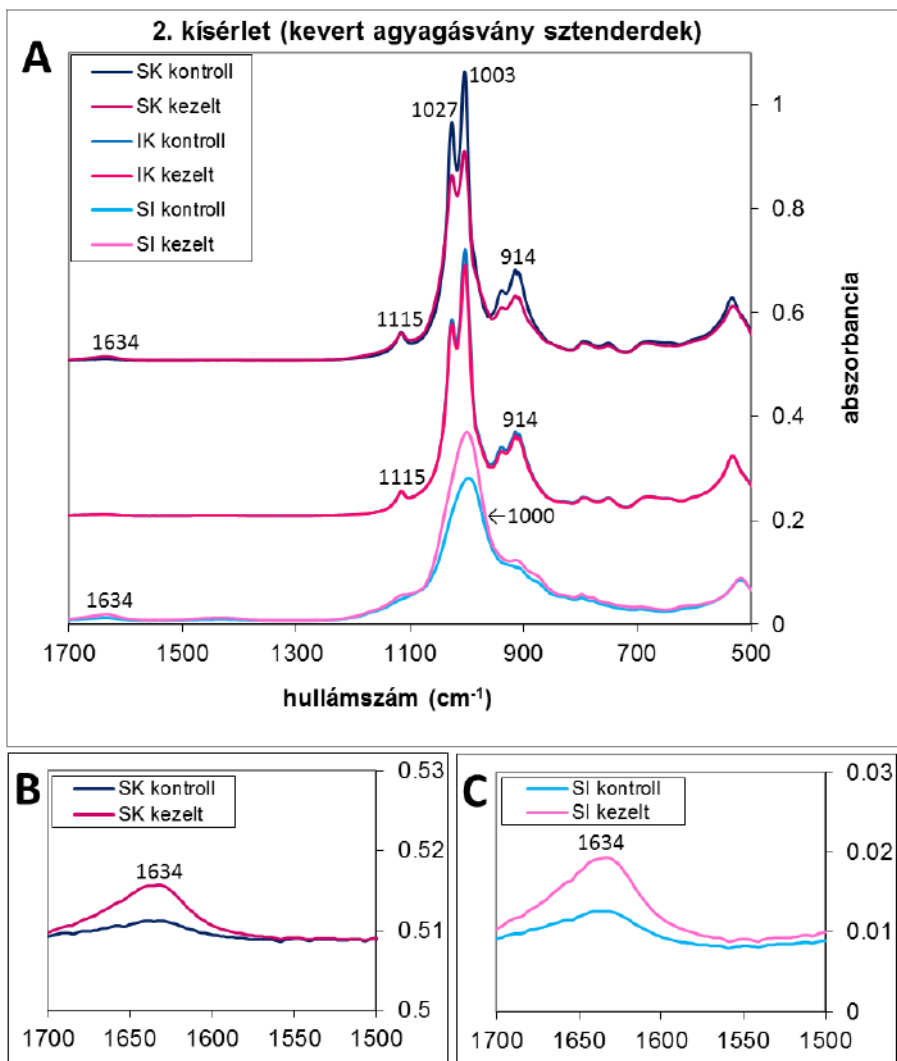 2. kísérlet (kevert agyagásvány sztenderdek)
A
SK kontroll
SK kezelt
IK kontroll
IK kezelt
SI kontroll
SI kezelt
1003
1027
914
1115
1634
914
1115
←1000
1634
1
0.8
0.6
0.4
0.2
0
abszorbancia
1700 1500 1300 1100 900 700 500
hullámszám (cm⁻¹)
B
SK kontroll
SK kezelt
1634
0.53
0.52
0.51
0.5
1700 1650 1600 1550 1500
C
SI kontroll
SI kezelt
1634
0.03
0.02
0.01
0
1700 1650 1600 1550 1500